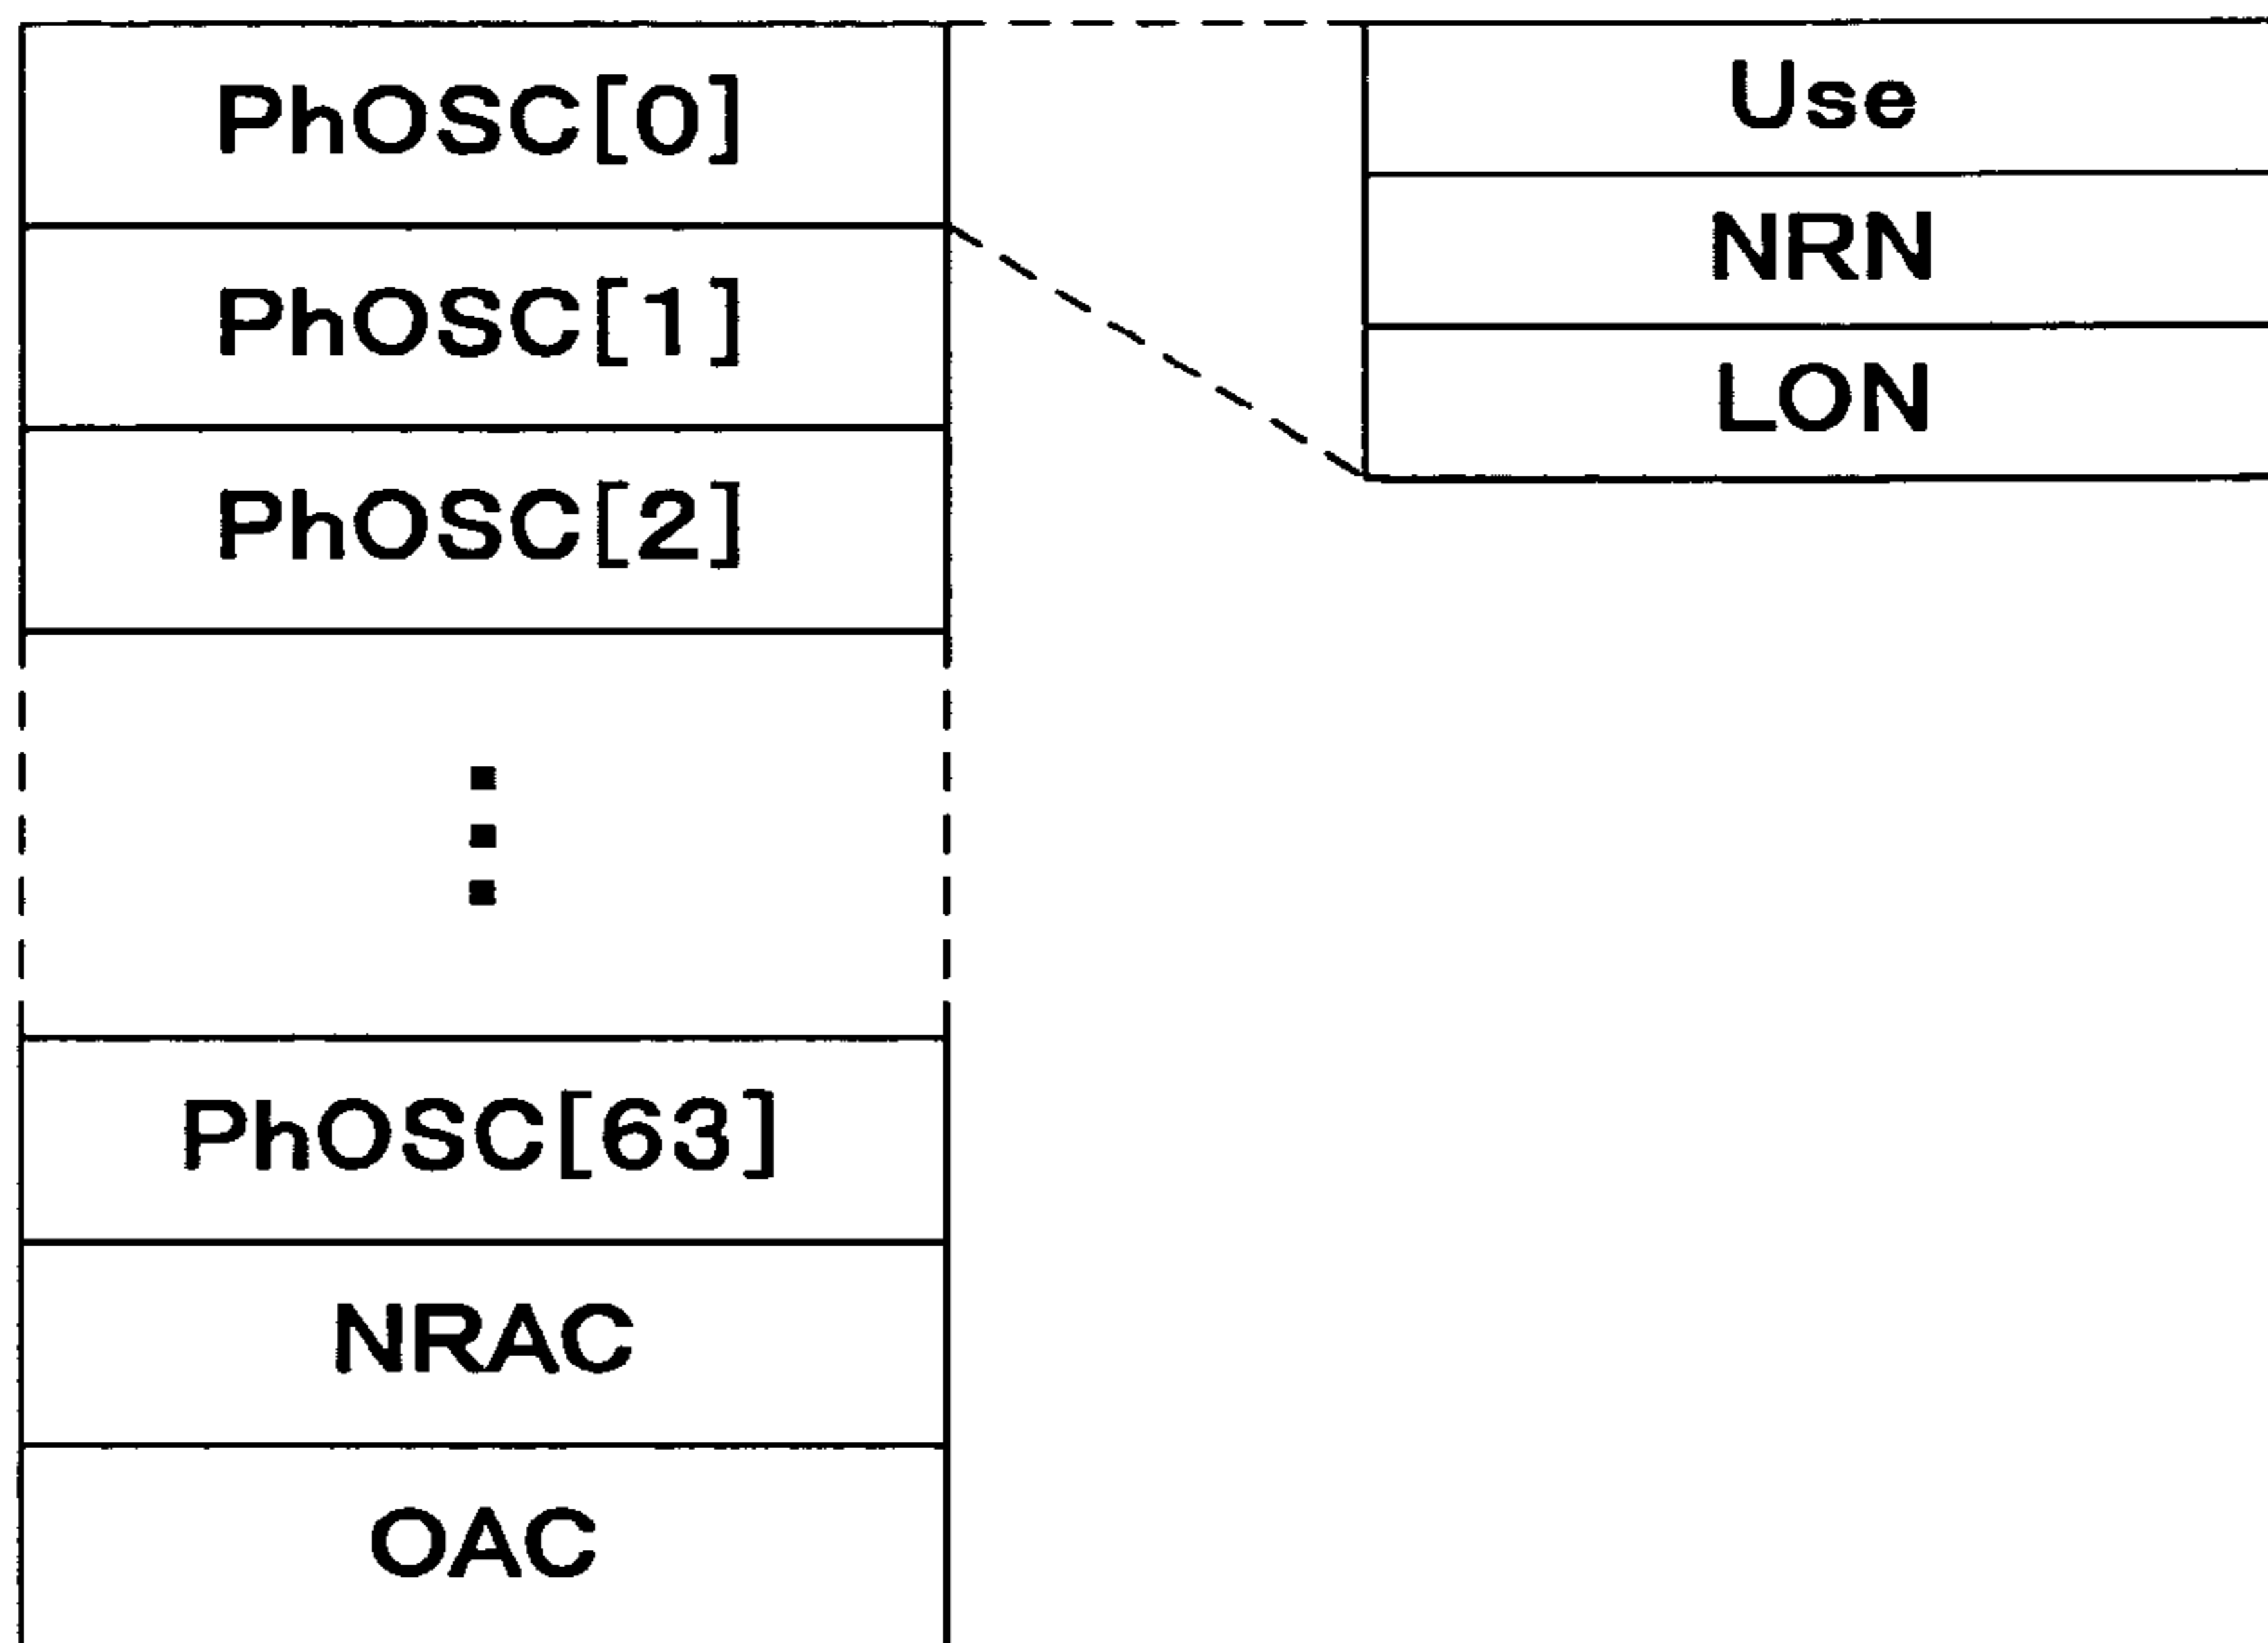 PhOSC[0]
PhOSC[1]
PhOSC[2]
PhOSC[63]
NRAC
OAC
Use
NRN
LON